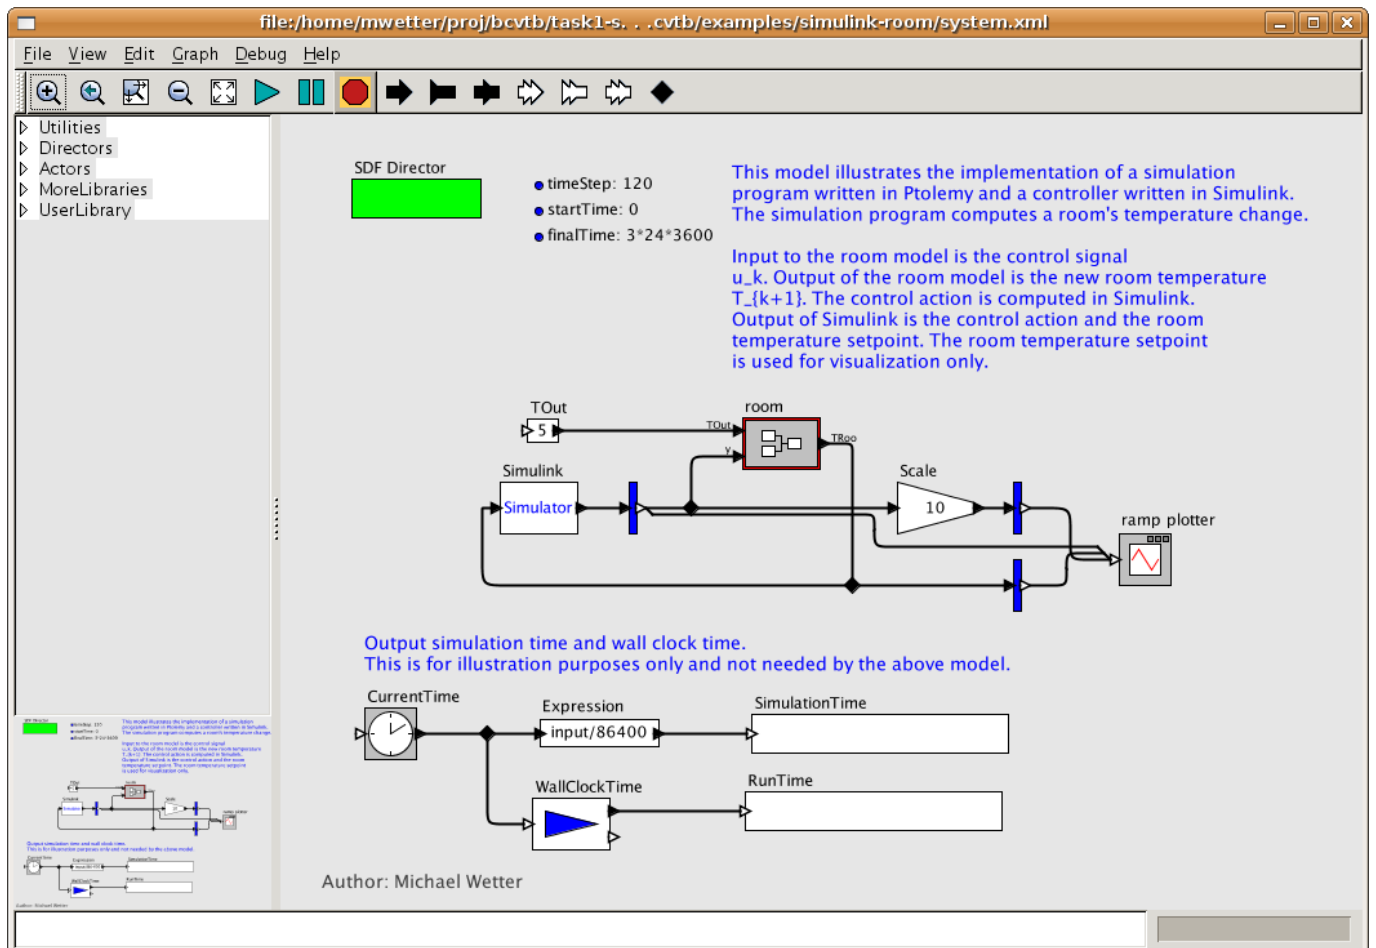 file:/home/mwetter/proj/bcvtb/task1-s. . .cvtb/examples/simulink-room/system.xml
File View Edit Graph Debug Help
Utilities
Directors
Actors
MoreLibraries
UserLibrary
SDF Director
timeStep: 120
startTime: 0
finalTime: 3*24*3600
This model illustrates the implementation of a simulation
program written in Ptolemy and a controller written in Simulink.
The simulation program computes a room's temperature change.
Input to the room model is the control signal
u_k. Output of the room model is the new room temperature
T_{k+1}. The control action is computed in Simulink.
Output of Simulink is the control action and the room
temperature setpoint. The room temperature setpoint
is used for visualization only.
TOut
5
room
TOut
y
TRoo
Simulink
Simulator
Scale
10
ramp plotter
Output simulation time and wall clock time.
This is for illustration purposes only and not needed by the above model.
CurrentTime
Expression
input/86400
SimulationTime
WallClockTime
RunTime
Author: Michael Wetter